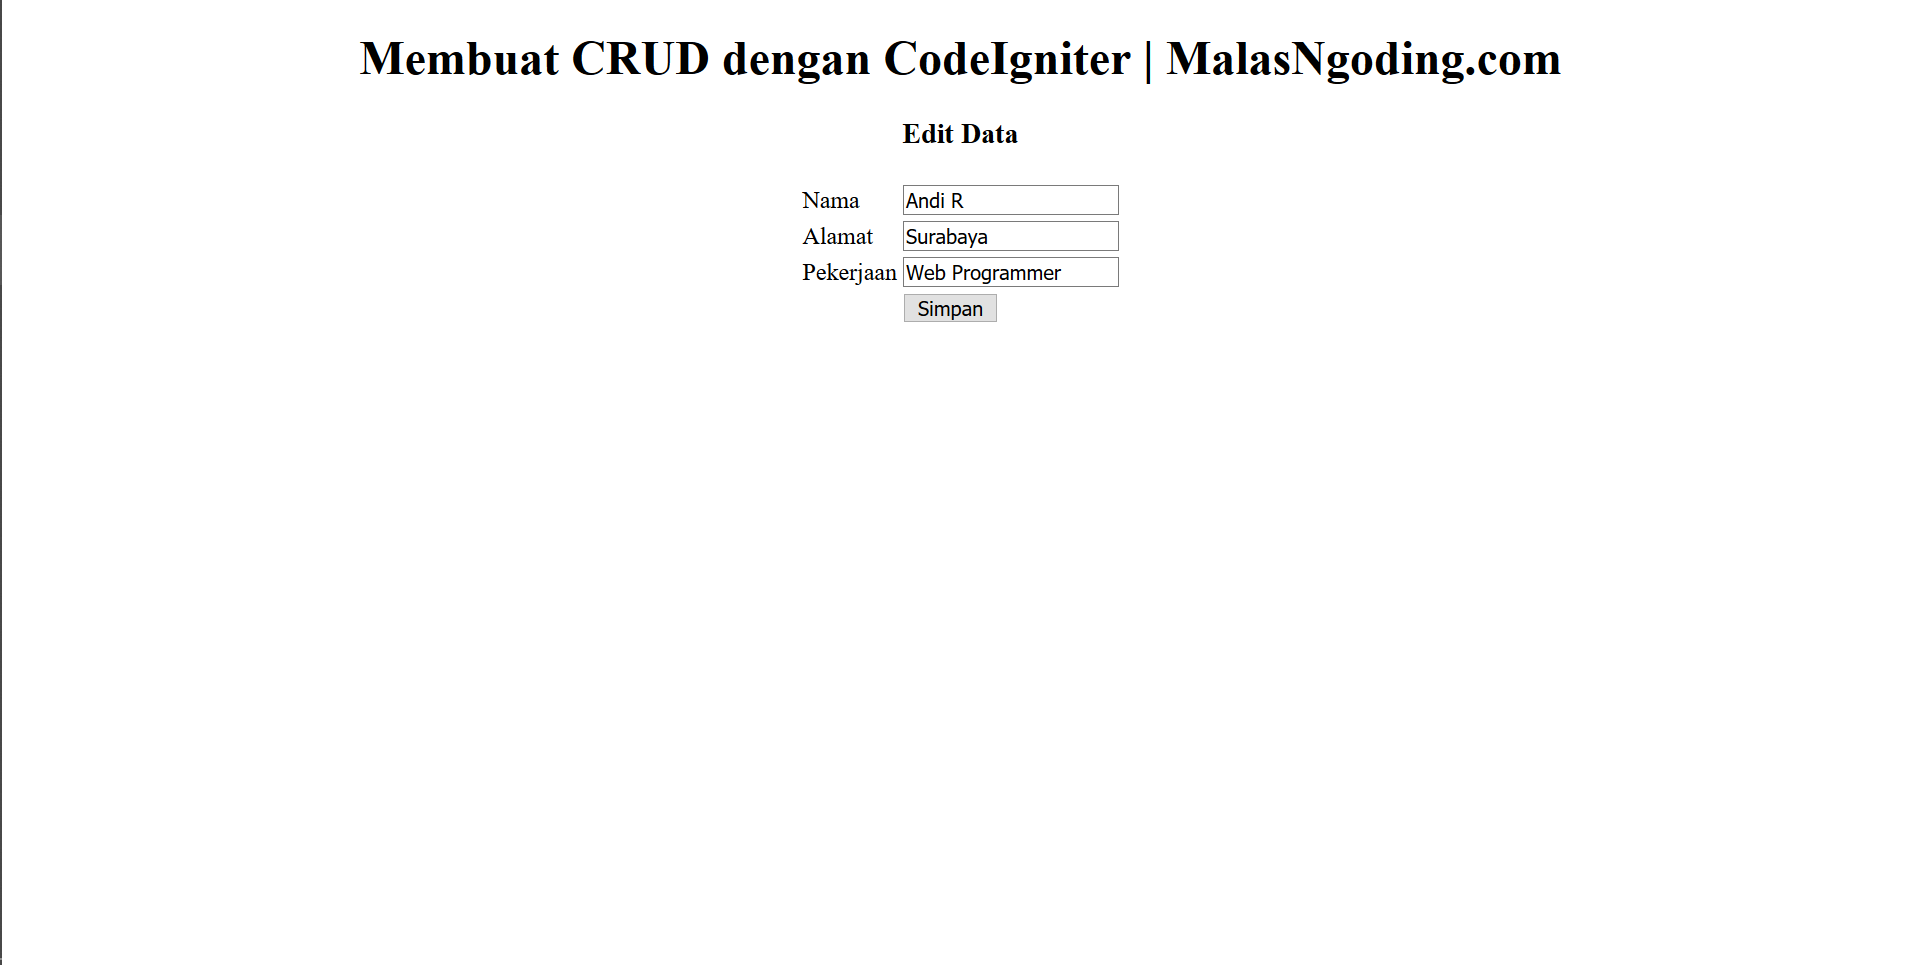 Membuat CRUD dengan CodeIgniter | MalasNgoding.com
Edit Data
Nama Andi R
Alamat Surabaya
Pekerjaan Web Programmer
Simpan